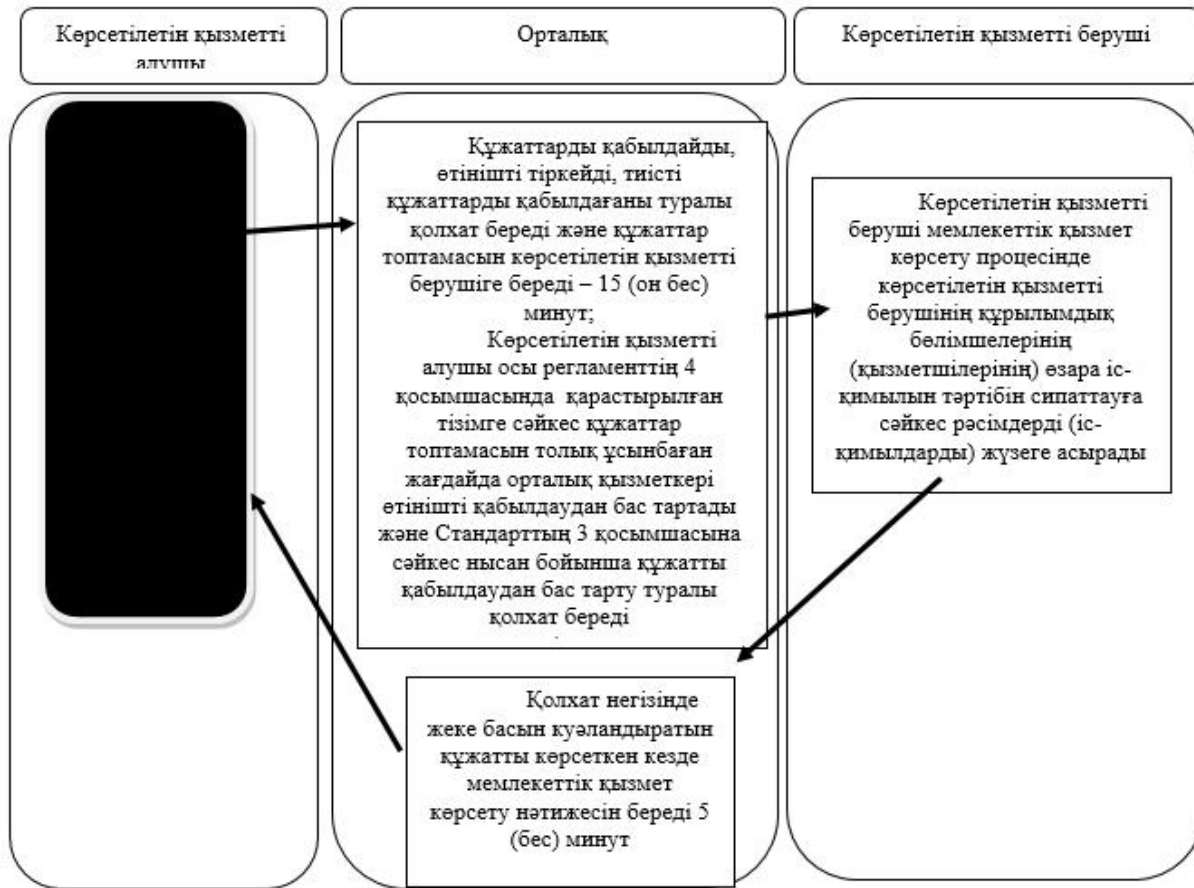 Көрсетілетін қызметті
алушы
Орталық
Көрсетілетін қызметті беруші
Құжаттарды қабылдайды,
өтінішті тіркейді, тиісті
құжаттарды қабылдағаны туралы
қолхат береді және құжаттар
топтамасын көрсетілетін қызметті
берушіге береді – 15 (он бес)
минут;
Көрсетілетін қызметті
алушы осы регламенттің 4
қосымшасында қарастырылған
тізімге сәйкес құжаттар
топтамасын толық ұсынбаған
жағдайда орталық қызметкері
өтінішті қабылдаудан бас тартады
және Стандарттың 3 қосымшасына
сәйкес нысан бойынша құжатты
қабылдаудан бас тарту туралы
қолхат береді
Көрсетілетін қызметті
беруші мемлекеттік қызмет
көрсету процесінде
көрсетілетін қызметті
берушінің құрылымдық
бөлімшелерінің
(қызметшілерінің) өзара іс-
қимылын тәртібін сипаттауға
сәйкес рәсімдерді (іс-
қимылдарды) жүзеге асырады
Қолхат негізінде
жеке басын куәландыратын
құжатты көрсеткен кезде
мемлекеттік қызмет
көрсету нәтижесін береді 5
(бес) минут